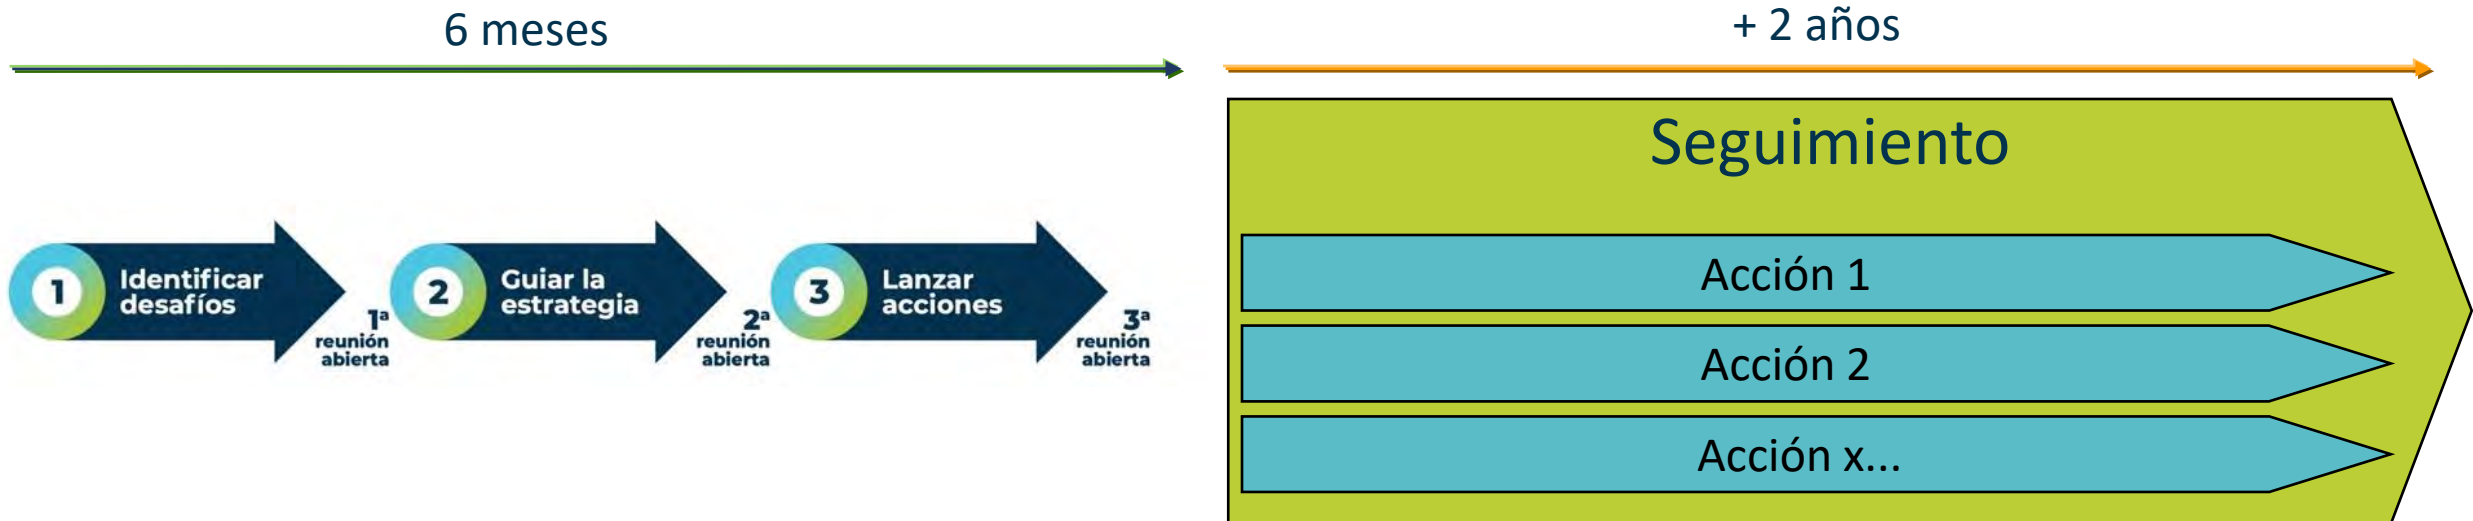 6 meses
+ 2 años
1
Identificar
desafíos
1ª
reunión
abierta
2
Guiar la
estrategia
2ª
reunión
abierta
3
Lanzar
acciones
3ª
reunión
abierta
Seguimiento
Acción 1
Acción 2
Acción x...